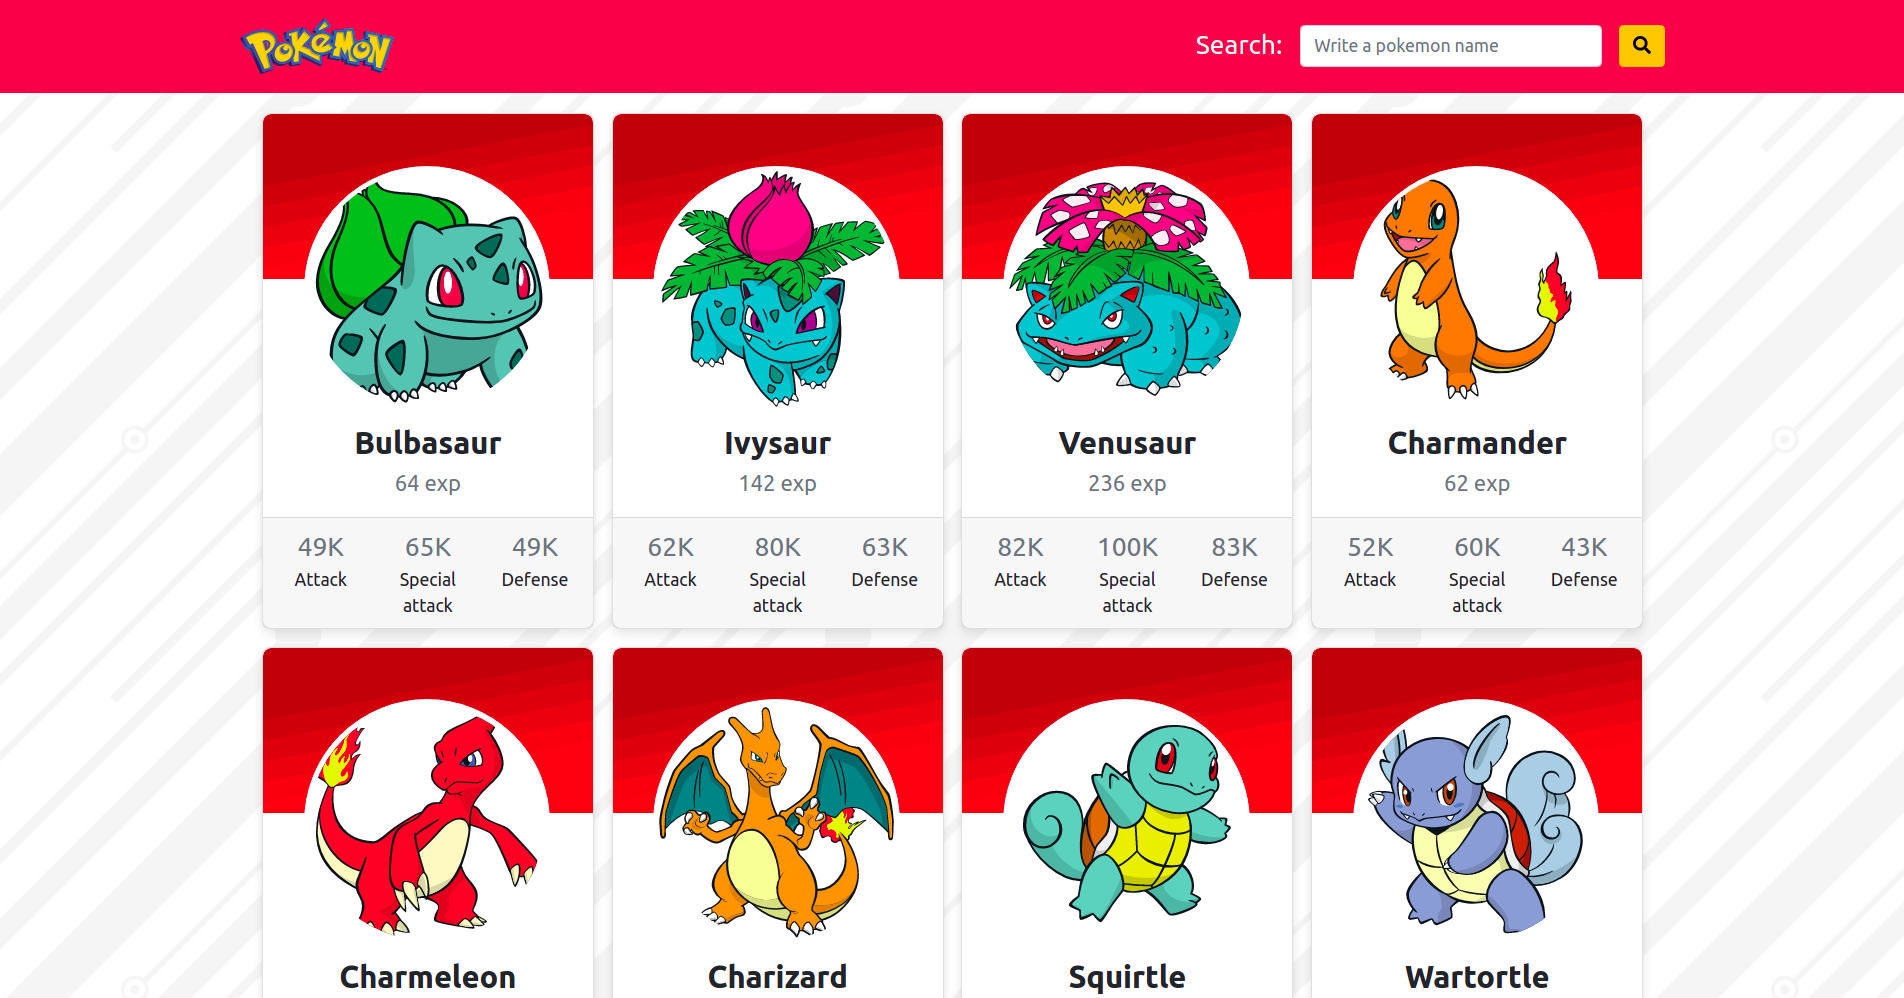 Pokémon
Search: Write a pokemon name
Bulbasaur
64 exp
49K 65K 49K
Attack Special attack Defense
Ivysaur
142 exp
62K 80K 63K
Attack Special attack Defense
Venusaur
236 exp
82K 100K 83K
Attack Special attack Defense
Charmander
62 exp
52K 60K 43K
Attack Special attack Defense
Charmeleon
Charizard
Squirtle
Wartortle